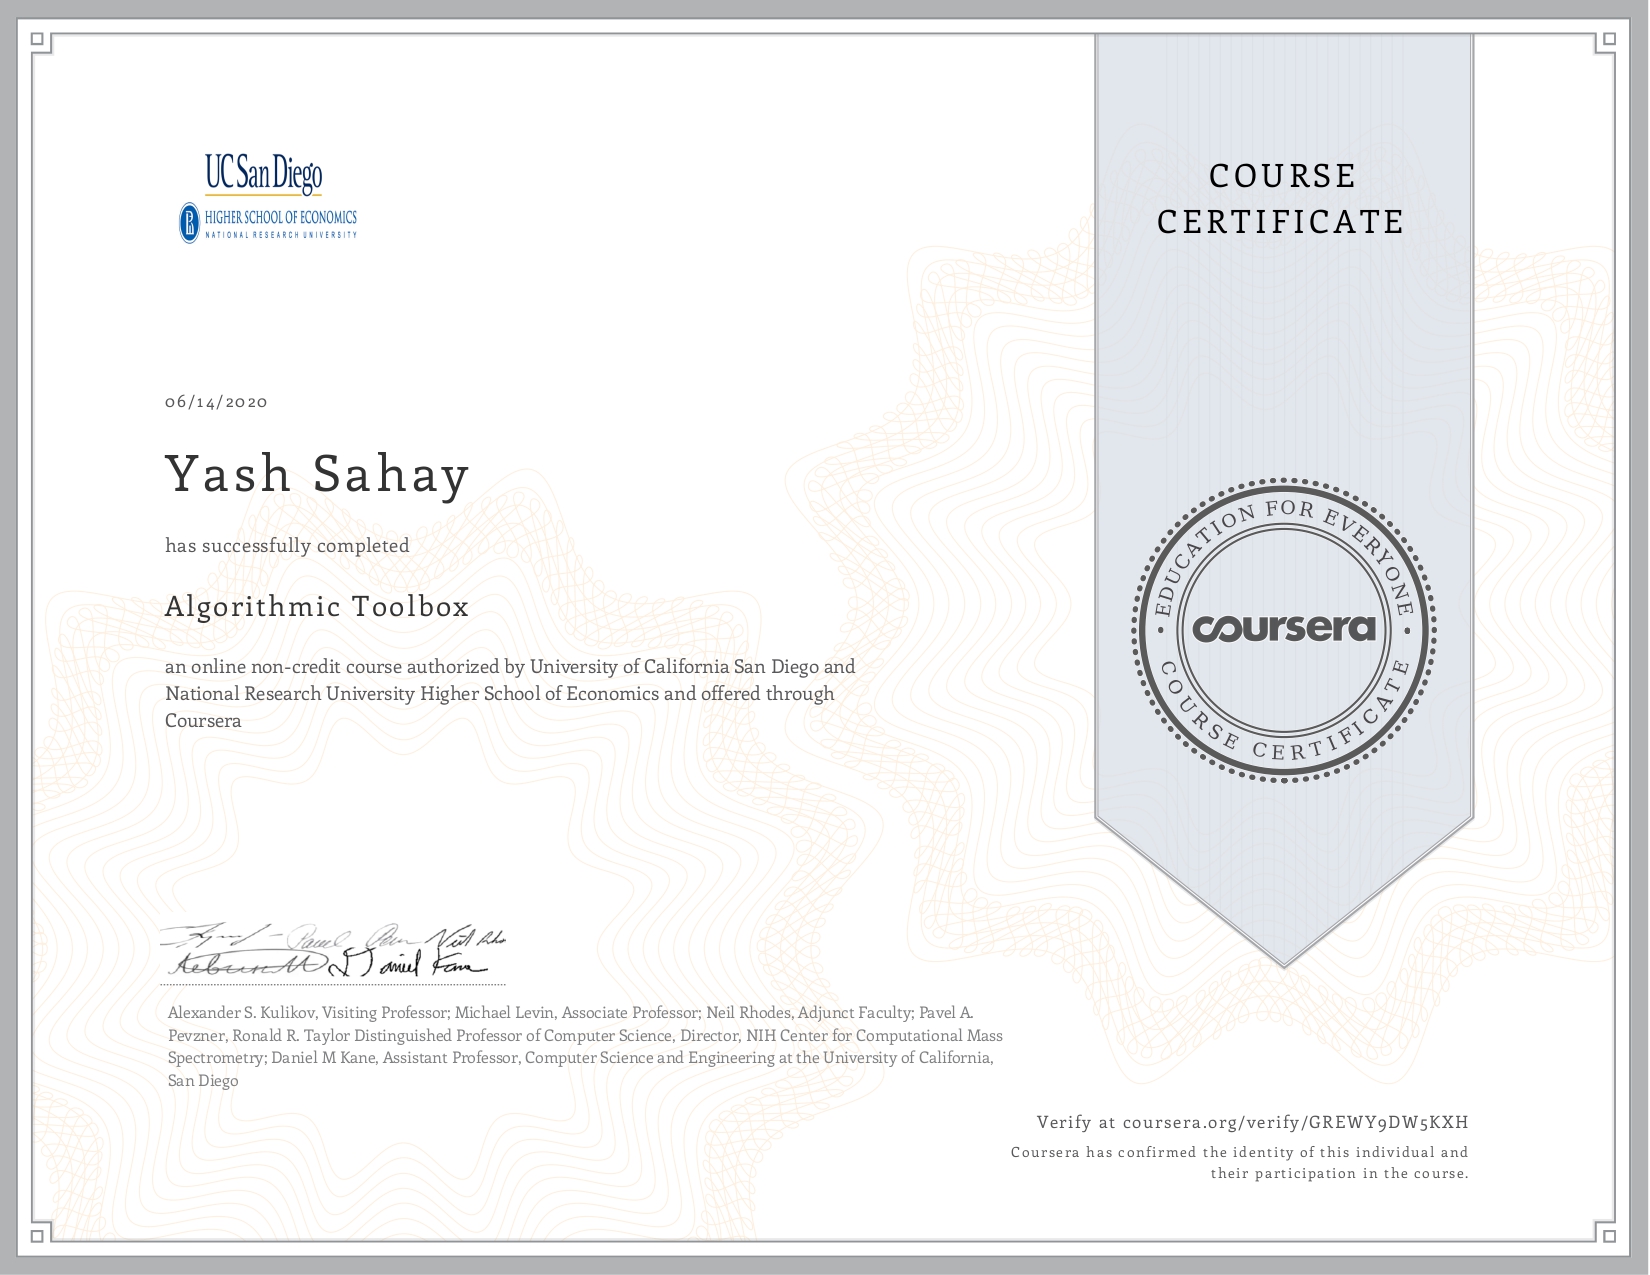 UC San Diego
HIGHER SCHOOL OF ECONOMICS
NATIONAL RESEARCH UNIVERSITY
COURSE
CERTIFICATE
06/14/2020
Yash Sahay
has successfully completed
Algorithmic Toolbox
an online non-credit course authorized by University of California San Diego and
National Research University Higher School of Economics and offered through
Coursera
EDUCATION FOR EVERYONE
coursera
COURSE CERTIFICATE
Daniel Kane
Alexander S. Kulikov, Visiting Professor; Michael Levin, Associate Professor; Neil Rhodes, Adjunct Faculty; Pavel A.
Pevzner, Ronald R. Taylor Distinguished Professor of Computer Science, Director, NIH Center for Computational Mass
Spectrometry; Daniel M Kane, Assistant Professor, Computer Science and Engineering at the University of California,
San Diego
Verify at coursera.org/verify/GREWY9DW5KXH
Coursera has confirmed the identity of this individual and
their participation in the course.